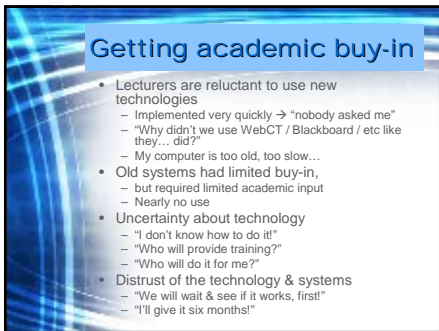 Getting academic buy-in
• Lecturers are reluctant to use new
technologies
– Implemented very quickly → “nobody asked me”
– “Why didn’t we use WebCT / Blackboard / etc like
they… did?”
– My computer is too old, too slow…
• Old systems had limited buy-in,
– but required limited academic input
– Nearly no use
• Uncertainty about technology
– “I don’t know how to do it!”
– “Who will provide training?”
– “Who will do it for me?”
• Distrust of the technology & systems
– “We will wait & see if it works, first!”
– “I’ll give it six months!”